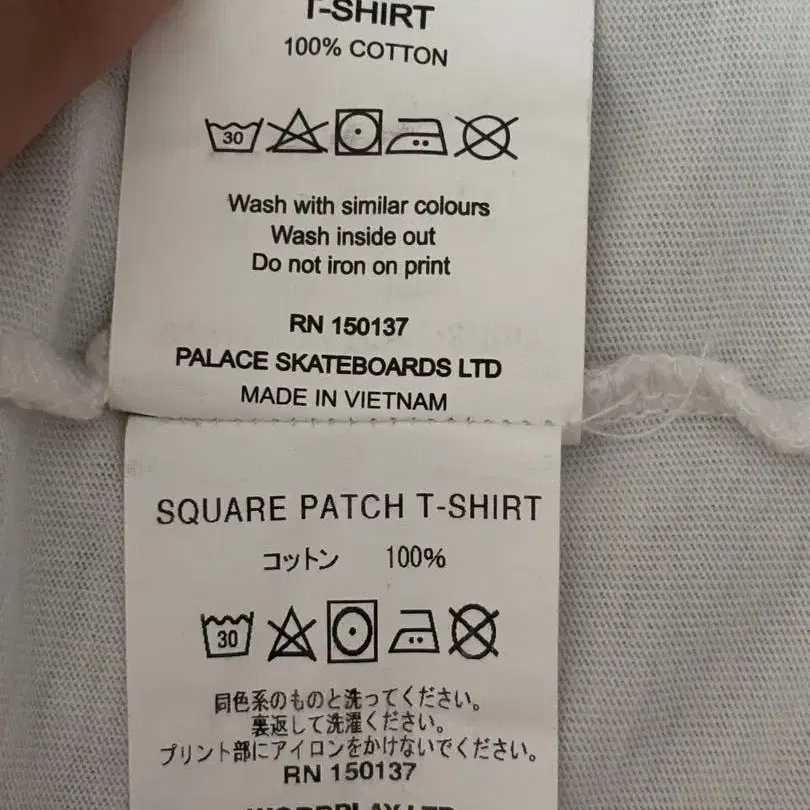 T-SHIRT
100% COTTON
30
Wash with similar colours
Wash inside out
Do not iron on print
RN 150137
PALACE SKATEBOARDS LTD
MADE IN VIETNAM
SQUARE PATCH T-SHIRT
コットン 100%
30
同色系のものと洗ってください。
裏返して洗濯ください。
プリント部にアイロンをかけないでください。
RN 150137
WORDPLAY LTD